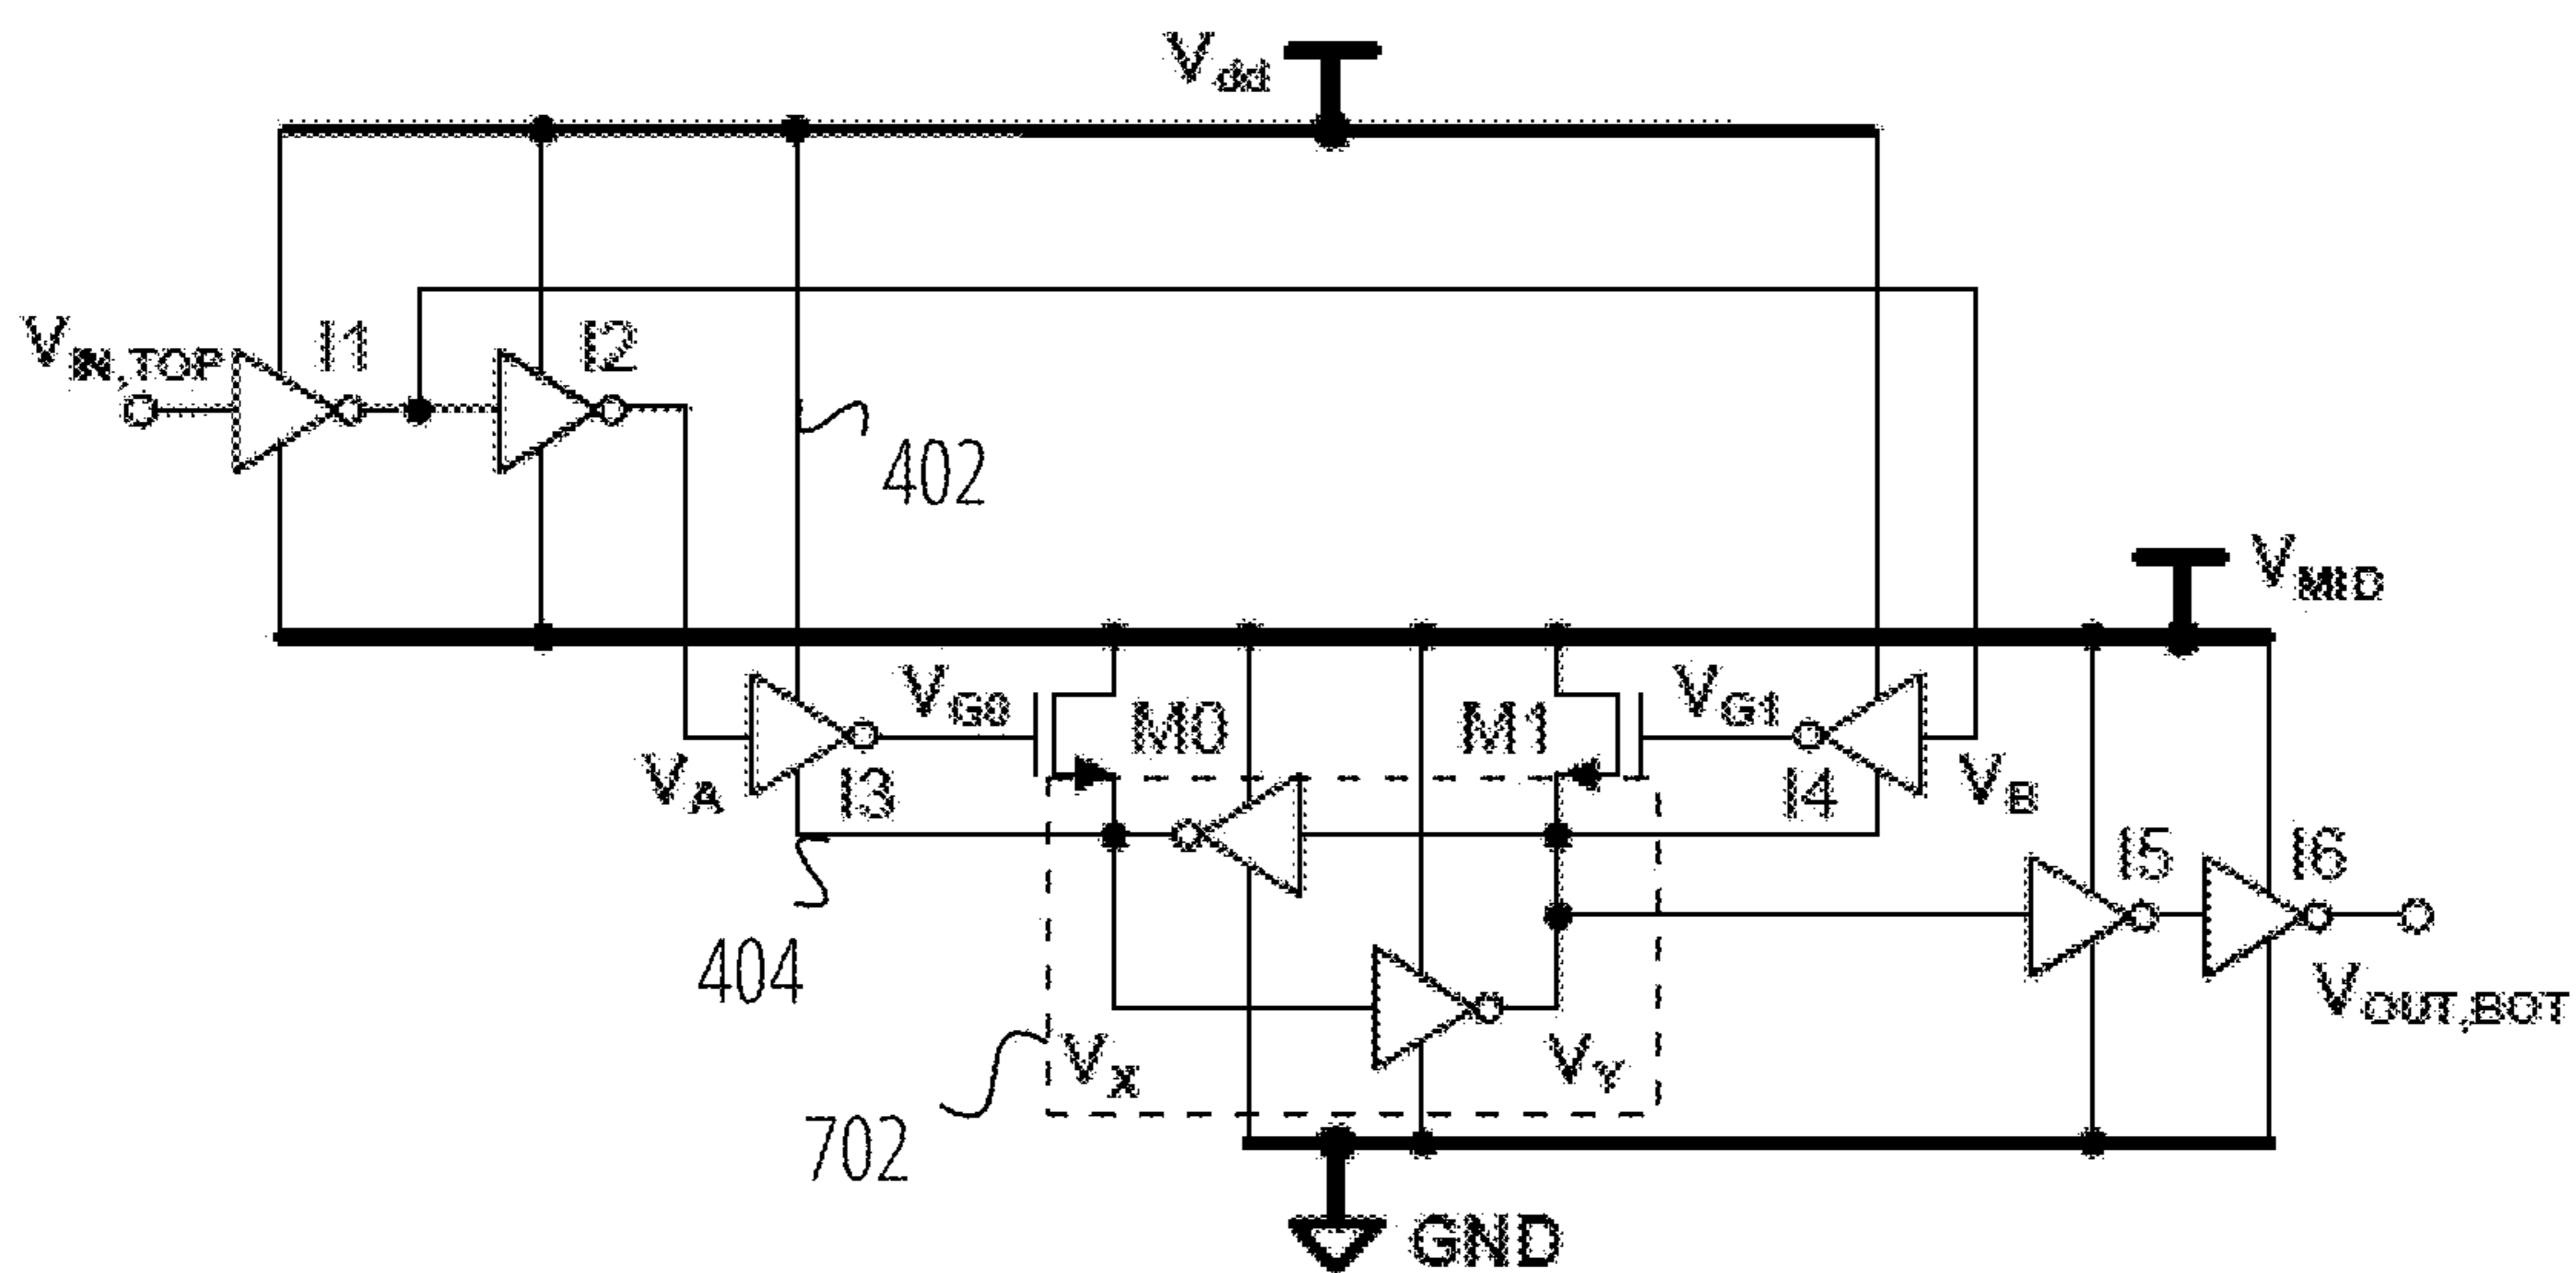 Vdd
VIN,TOP
I1
I2
402
VMID
VG0
M0
M1
VG1
VA
I3
I4
VB
I5
I6
404
VX
VY
VOUT,BOT
702
GND